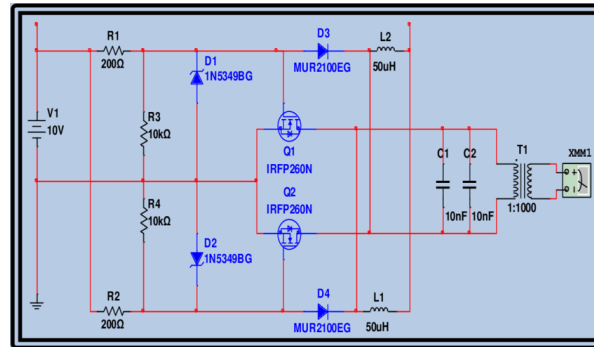 R1
200Ω
D3
MUR2100EG
L2
50uH
D1
1N5349BG
V1
10V
R3
10kΩ
Q1
IRFP260N
C1
C2
T1
XMM1
R4
10kΩ
Q2
IRFP260N
10nF
10nF
1:1000
D2
1N5349BG
R2
200Ω
D4
MUR2100EG
L1
50uH